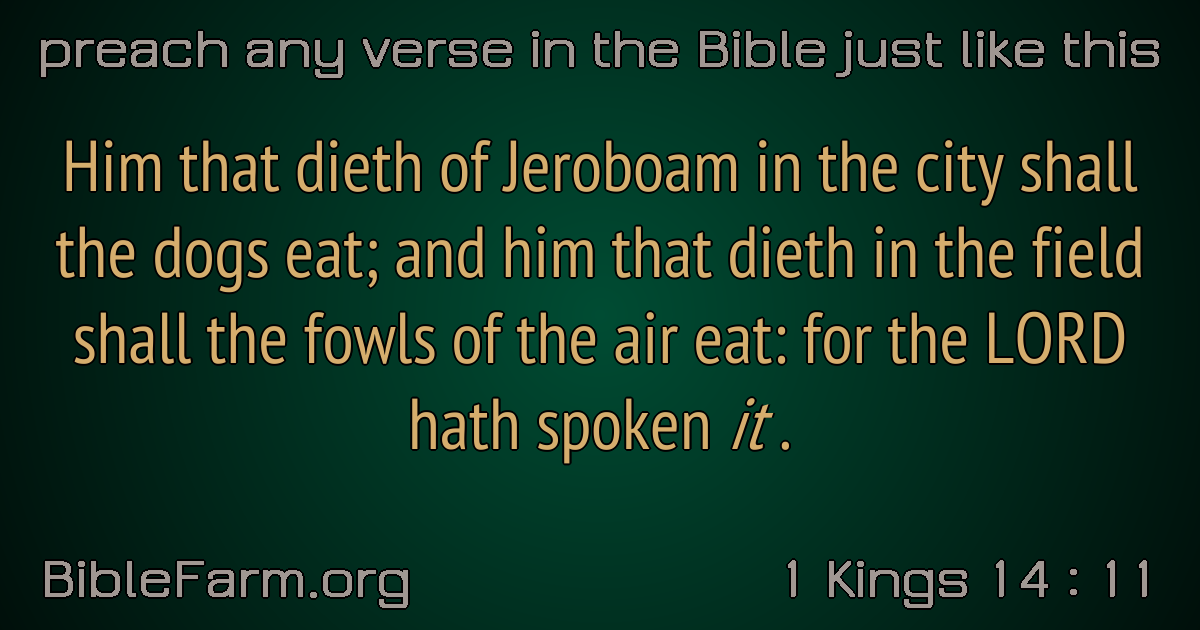 preach any verse in the Bible just like this
Him that dieth of Jeroboam in the city shall
the dogs eat; and him that dieth in the field
shall the fowls of the air eat: for the LORD
hath spoken it .
BibleFarm.org
1 Kings 14 : 11